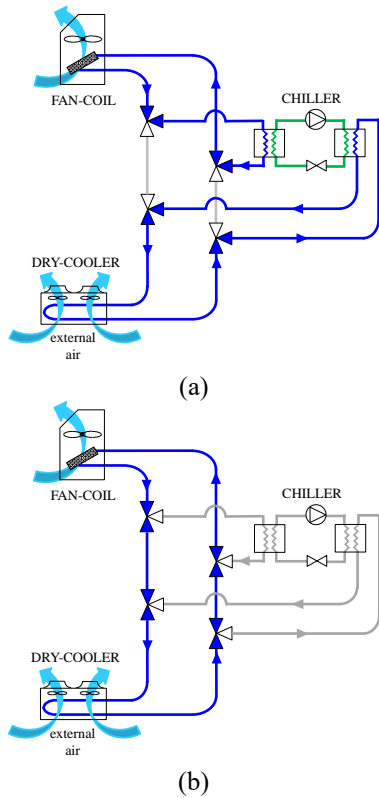 FAN-COIL
CHILLER
DRY-COOLER
external
air
(a)
FAN-COIL
CHILLER
DRY-COOLER
external
air
(b)